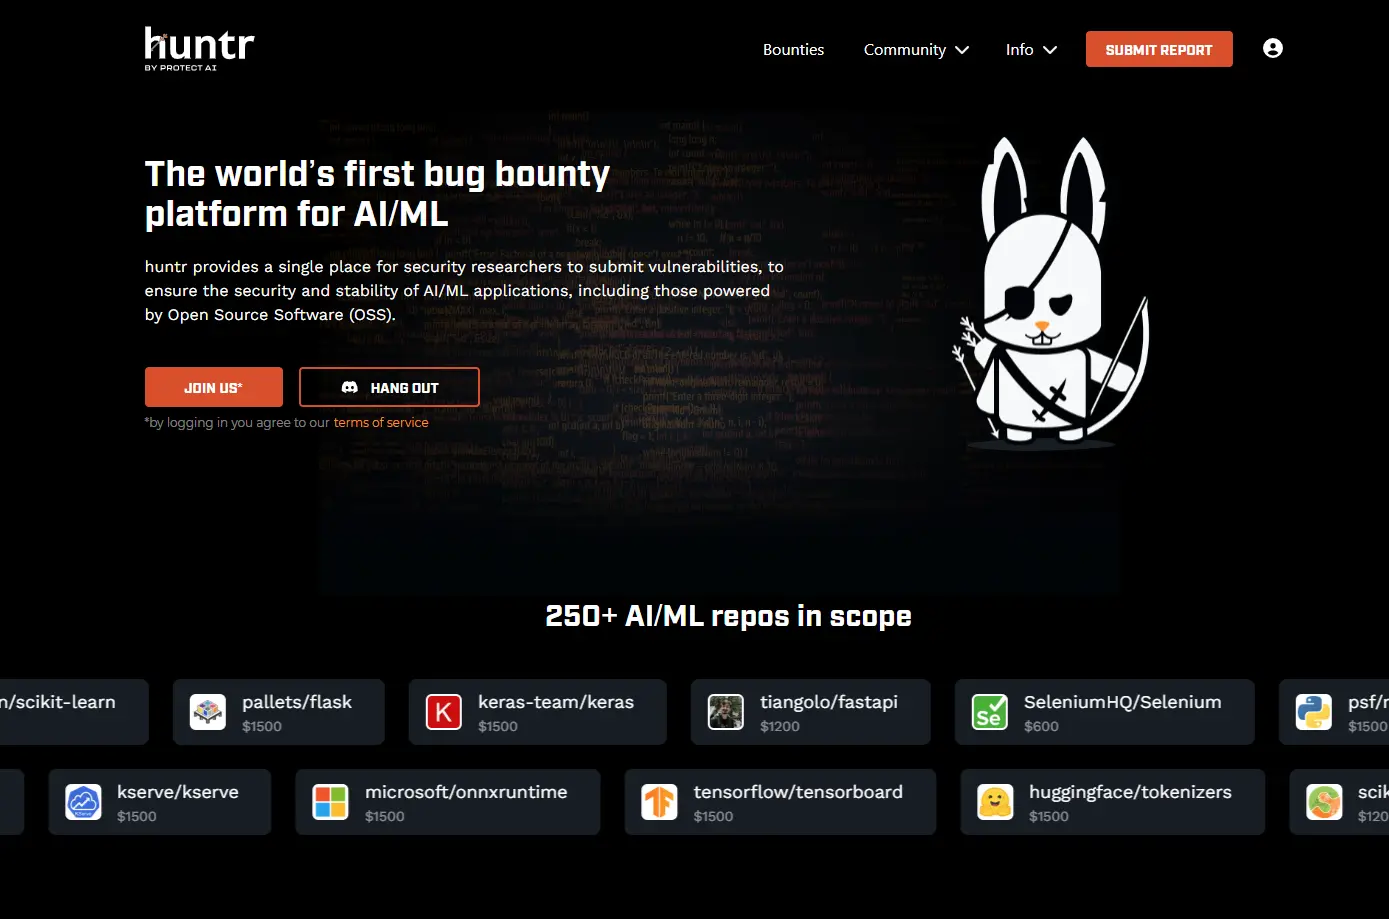 huntr
BY PROTECT AI
Bounties
Community
Info
SUBMIT REPORT
The world's first bug bounty
platform for AI/ML
huntr provides a single place for security researchers to submit vulnerabilities, to
ensure the security and stability of AI/ML applications, including those powered
by Open Source Software (OSS).
JOIN US*
HANG OUT
*by logging in you agree to our terms of service
250+ AI/ML repos in scope
n/scikit-learn
pallets/flask
$1500
keras-team/keras
$1500
tiangolo/fastapi
$1200
SeleniumHQ/Selenium
$600
psf/
$1500
kserve/kserve
$1500
microsoft/onnxruntime
$1500
tensorflow/tensorboard
$1500
huggingface/tokenizers
$1500
scik
$120